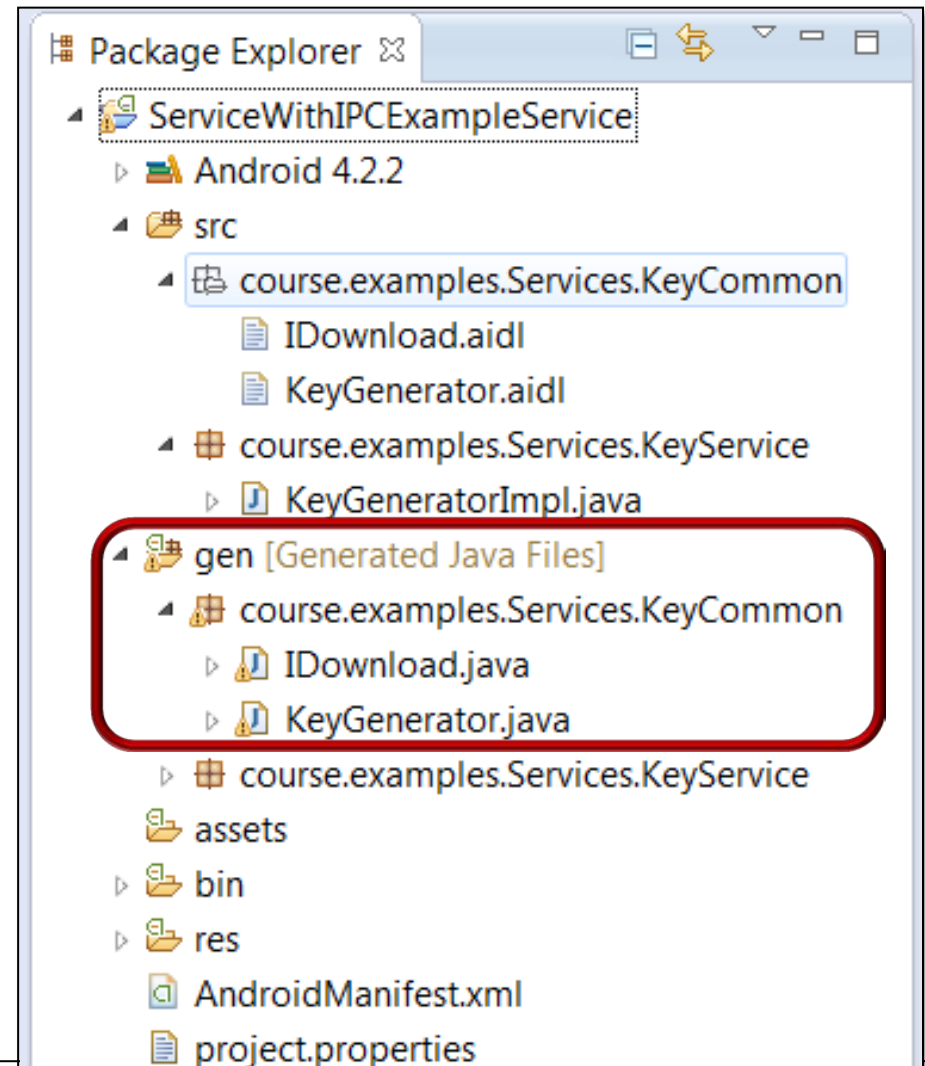 Package Explorer
ServiceWithIPCExampleService
Android 4.2.2
src
course.examples.Services.KeyCommon
IDownload.aidl
KeyGenerator.aidl
course.examples.Services.KeyService
KeyGeneratorImpl.java
gen [Generated Java Files]
course.examples.Services.KeyCommon
IDownload.java
KeyGenerator.java
course.examples.Services.KeyService
assets
bin
res
AndroidManifest.xml
project.properties